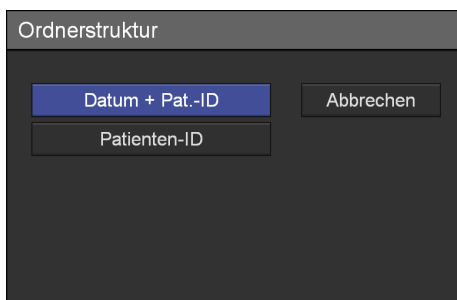 Ordnerstruktur
Datum + Pat.-ID
Abbrechen
Patienten-ID